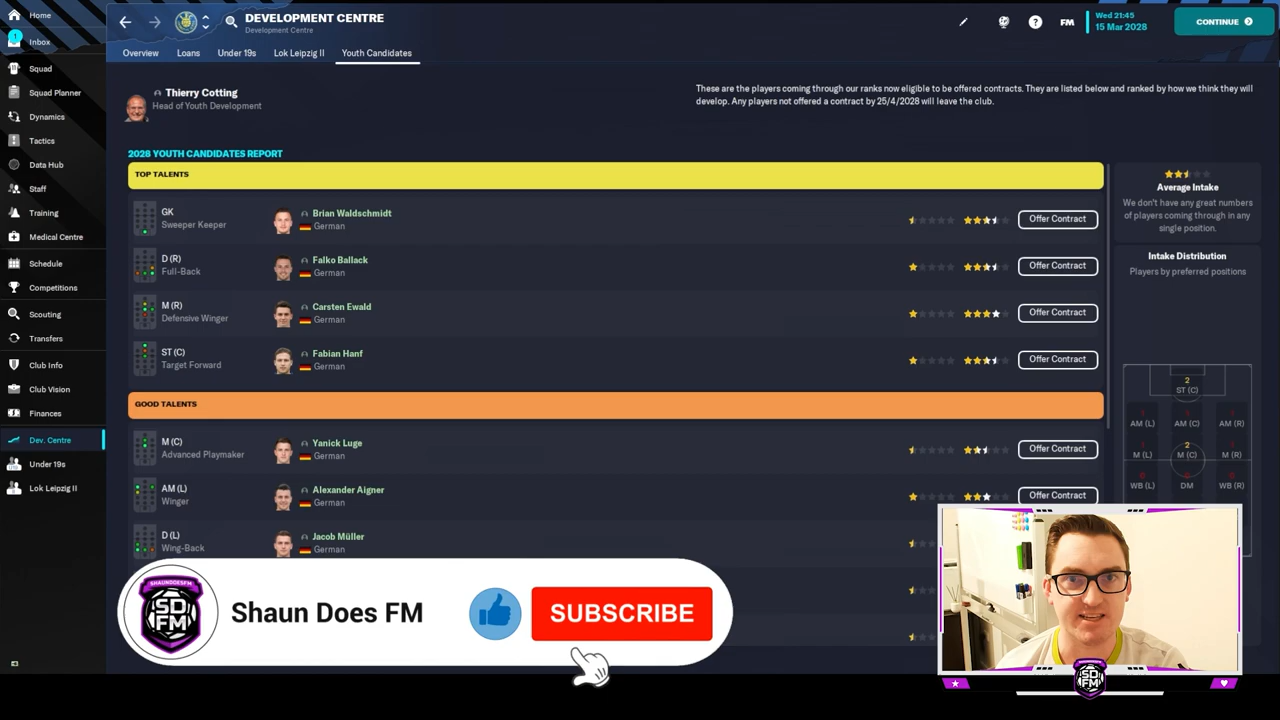 Home
Inbox
1
Squad
Squad Planner
Dynamics
Tactics
Data Hub
Staff
Training
Medical Centre
Schedule
Competitions
Scouting
Transfers
Club Info
Club Vision
Finances
Dev. Centre
Under 19s
Lok Leipzig II
DEVELOPMENT CENTRE
Development Centre
FM
Wed 21:45
15 Mar 2028
CONTINUE
Overview
Loans
Under 19s
Lok Leipzig II
Youth Candidates
Thierry Cotting
Head of Youth Development
These are the players coming through our ranks now eligible to be offered contracts. They are listed below and ranked by how we think they will
develop. Any players not offered a contract by 25/4/2028 will leave the club.
2028 YOUTH CANDIDATES REPORT
TOP TALENTS
GK
Sweeper Keeper
Brian Waldschmidt
German
Offer Contract
D (R)
Full-Back
Falko Ballack
German
Offer Contract
M (R)
Defensive Winger
Carsten Ewald
German
Offer Contract
ST (C)
Target Forward
Fabian Hanf
German
Offer Contract
GOOD TALENTS
M (C)
Advanced Playmaker
Yanick Luge
German
Offer Contract
AM (L)
Winger
Alexander Aigner
German
Offer Contract
D (L)
Wing-Back
Jacob Müller
German
Average Intake
We don't have any great numbers
of players coming through in any
single position.
Intake Distribution
Players by preferred positions
2
ST (C)
AM (L)
AM (C)
AM (R)
2
M (L)
M (C)
M (R)
WB (L)
DM
WB (R)
SHAUNDOESFM
SD
FM
Shaun Does FM
SUBSCRIBE
SD
FM